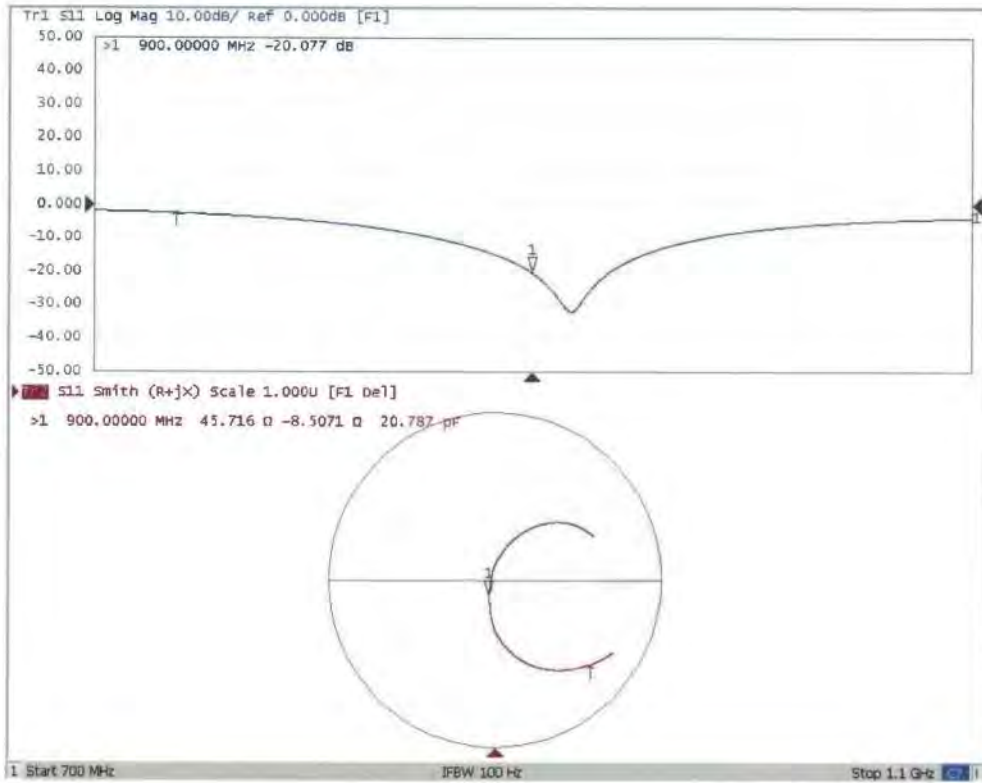 Tr1 S11 Log Mag 10.00dB/ Ref 0.000dB [F1]
50.00
>1 900.00000 MHz -20.077 dB
40.00
30.00
20.00
10.00
0.000
1
-10.00
1
-20.00
-30.00
-40.00
-50.00
S11 Smith (R+jX) Scale 1.000U [F1 Del]
>1 900.00000 MHz 45.716 Ω -8.5071 Ω 20.787 pF
1
1 Start 700 MHz IFBW 100 Hz Stop 1.1 GHz